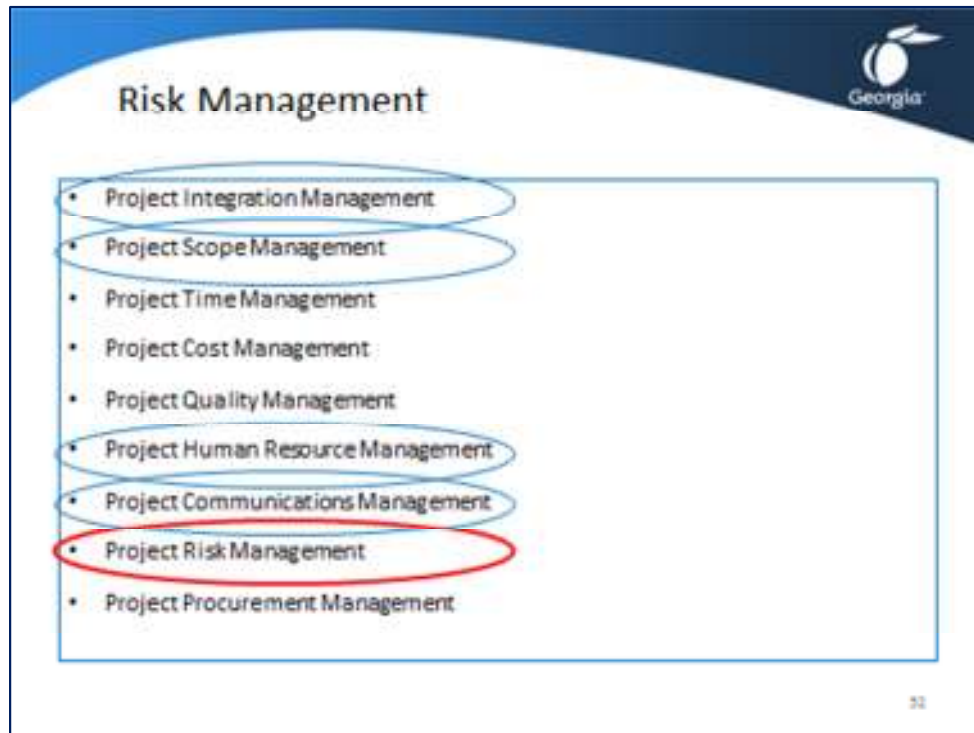 Risk Management
Georgia
• Project Integration Management
• Project Scope Management
• Project Time Management
• Project Cost Management
• Project Quality Management
• Project Human Resource Management
• Project Communications Management
• Project Risk Management
• Project Procurement Management